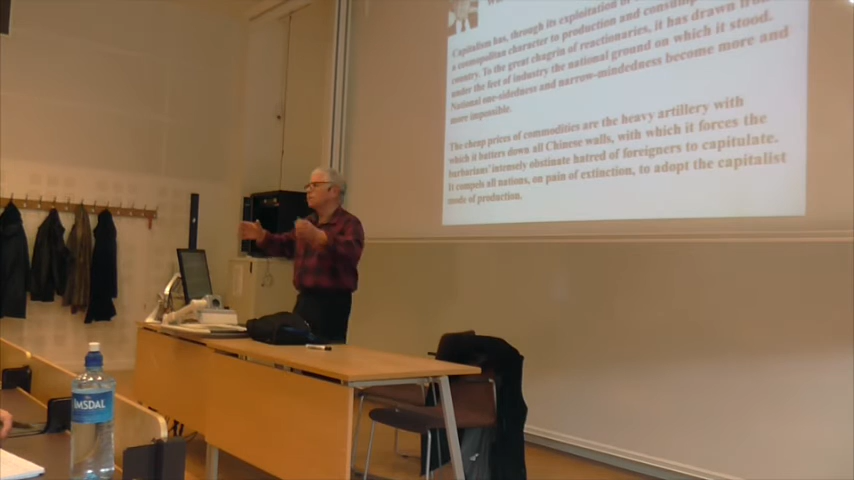 Capitalism has, through its exploitation of
a cosmopolitan character to production and consumption
country. To the great chagrin of reactionaries, it has drawn from
under the feet of industry the national ground on which it stood.
National one-sidedness and narrow-mindedness become more and
more impossible.
The cheap prices of commodities are the heavy artillery with
which it batters down all Chinese walls, with which it forces the
barbarians' intensely obstinate hatred of foreigners to capitulate.
It compels all nations, on pain of extinction, to adopt the capitalist
mode of production.
IMSDAL